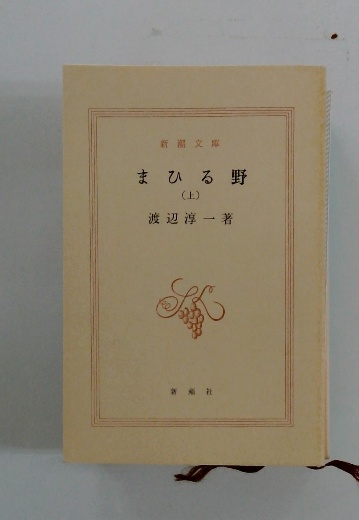 新潮文庫
まひる野
（上）
渡辺淳一著
新潮社